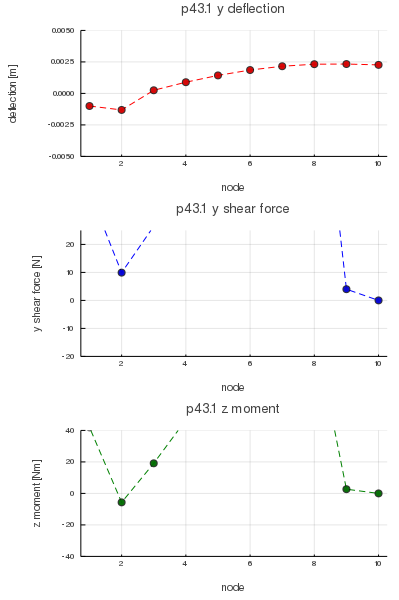 p43.1 y deflection
0.0050
0.0025
0.0000
-0.0025
-0.0050
deflection [m]
2 4 6 8 10
node
p43.1 y shear force
20
10
0
-10
-20
y shear force [N]
2 4 6 8 10
node
p43.1 z moment
40
20
0
-20
-40
z moment [Nm]
2 4 6 8 10
node